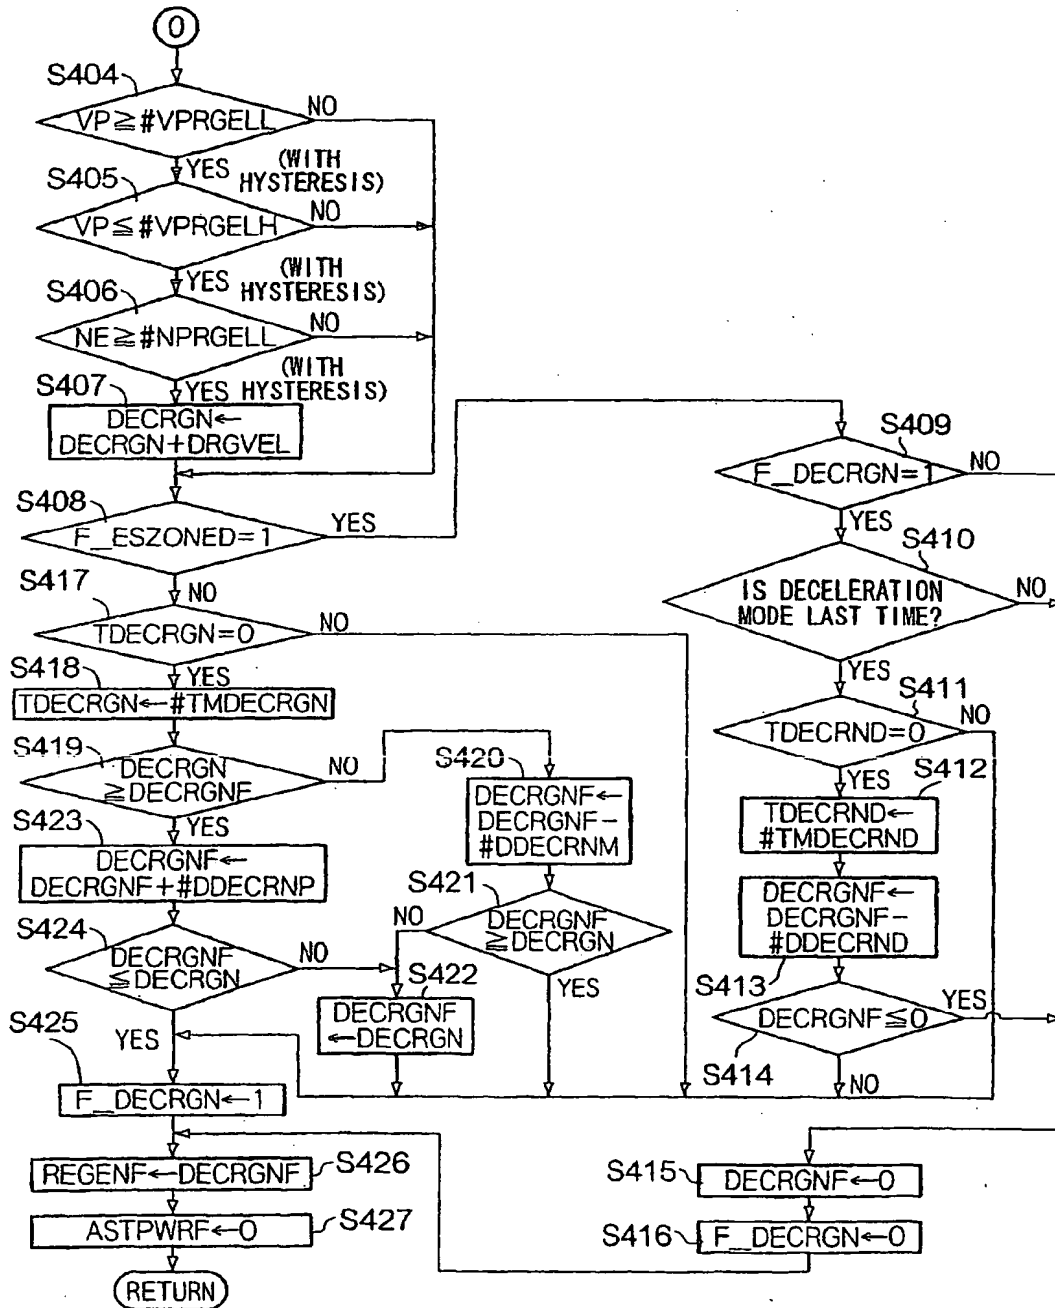 O
S404
VP≧#VPRGELL
NO
YES
(WITH
HYSTERESIS)
S405
VP≦#VPRGELH
NO
YES
(WITH
HYSTERESIS)
S406
NE≧#NPRGELL
NO
YES
(WITH
HYSTERESIS)
S407
DECRGN←
DECRGN+DRGVEL
S408
F_ESZONED=1
YES
NO
S409
F_DECRGN=1
NO
YES
S410
IS DECELERATION
MODE LAST TIME?
NO
YES
S411
TDECRND=0
NO
YES
S412
TDECRND←
#TMDECRND
DECRGNF←
DECRGNF−
#DDECRND
S413
DECRGNF≦0
YES
S414
NO
S415
DECRGNF←0
S416
F_DECRGN←0
S417
TDECRGN=0
NO
YES
S418
TDECRGN←#TMDECRGN
S419
DECRGN
≧DECRGNF
NO
YES
S420
DECRGNF←
DECRGNF−
#DDECRNM
S421
DECRGNF
≧DECRGN
NO
YES
S422
DECRGNF
←DECRGN
S423
DECRGNF←
DECRGNF+#DDECRNP
S424
DECRGNF
≦DECRGN
NO
YES
S425
F_DECRGN←1
REGENF←DECRGNF
S426
ASTPWRF←0
S427
RETURN